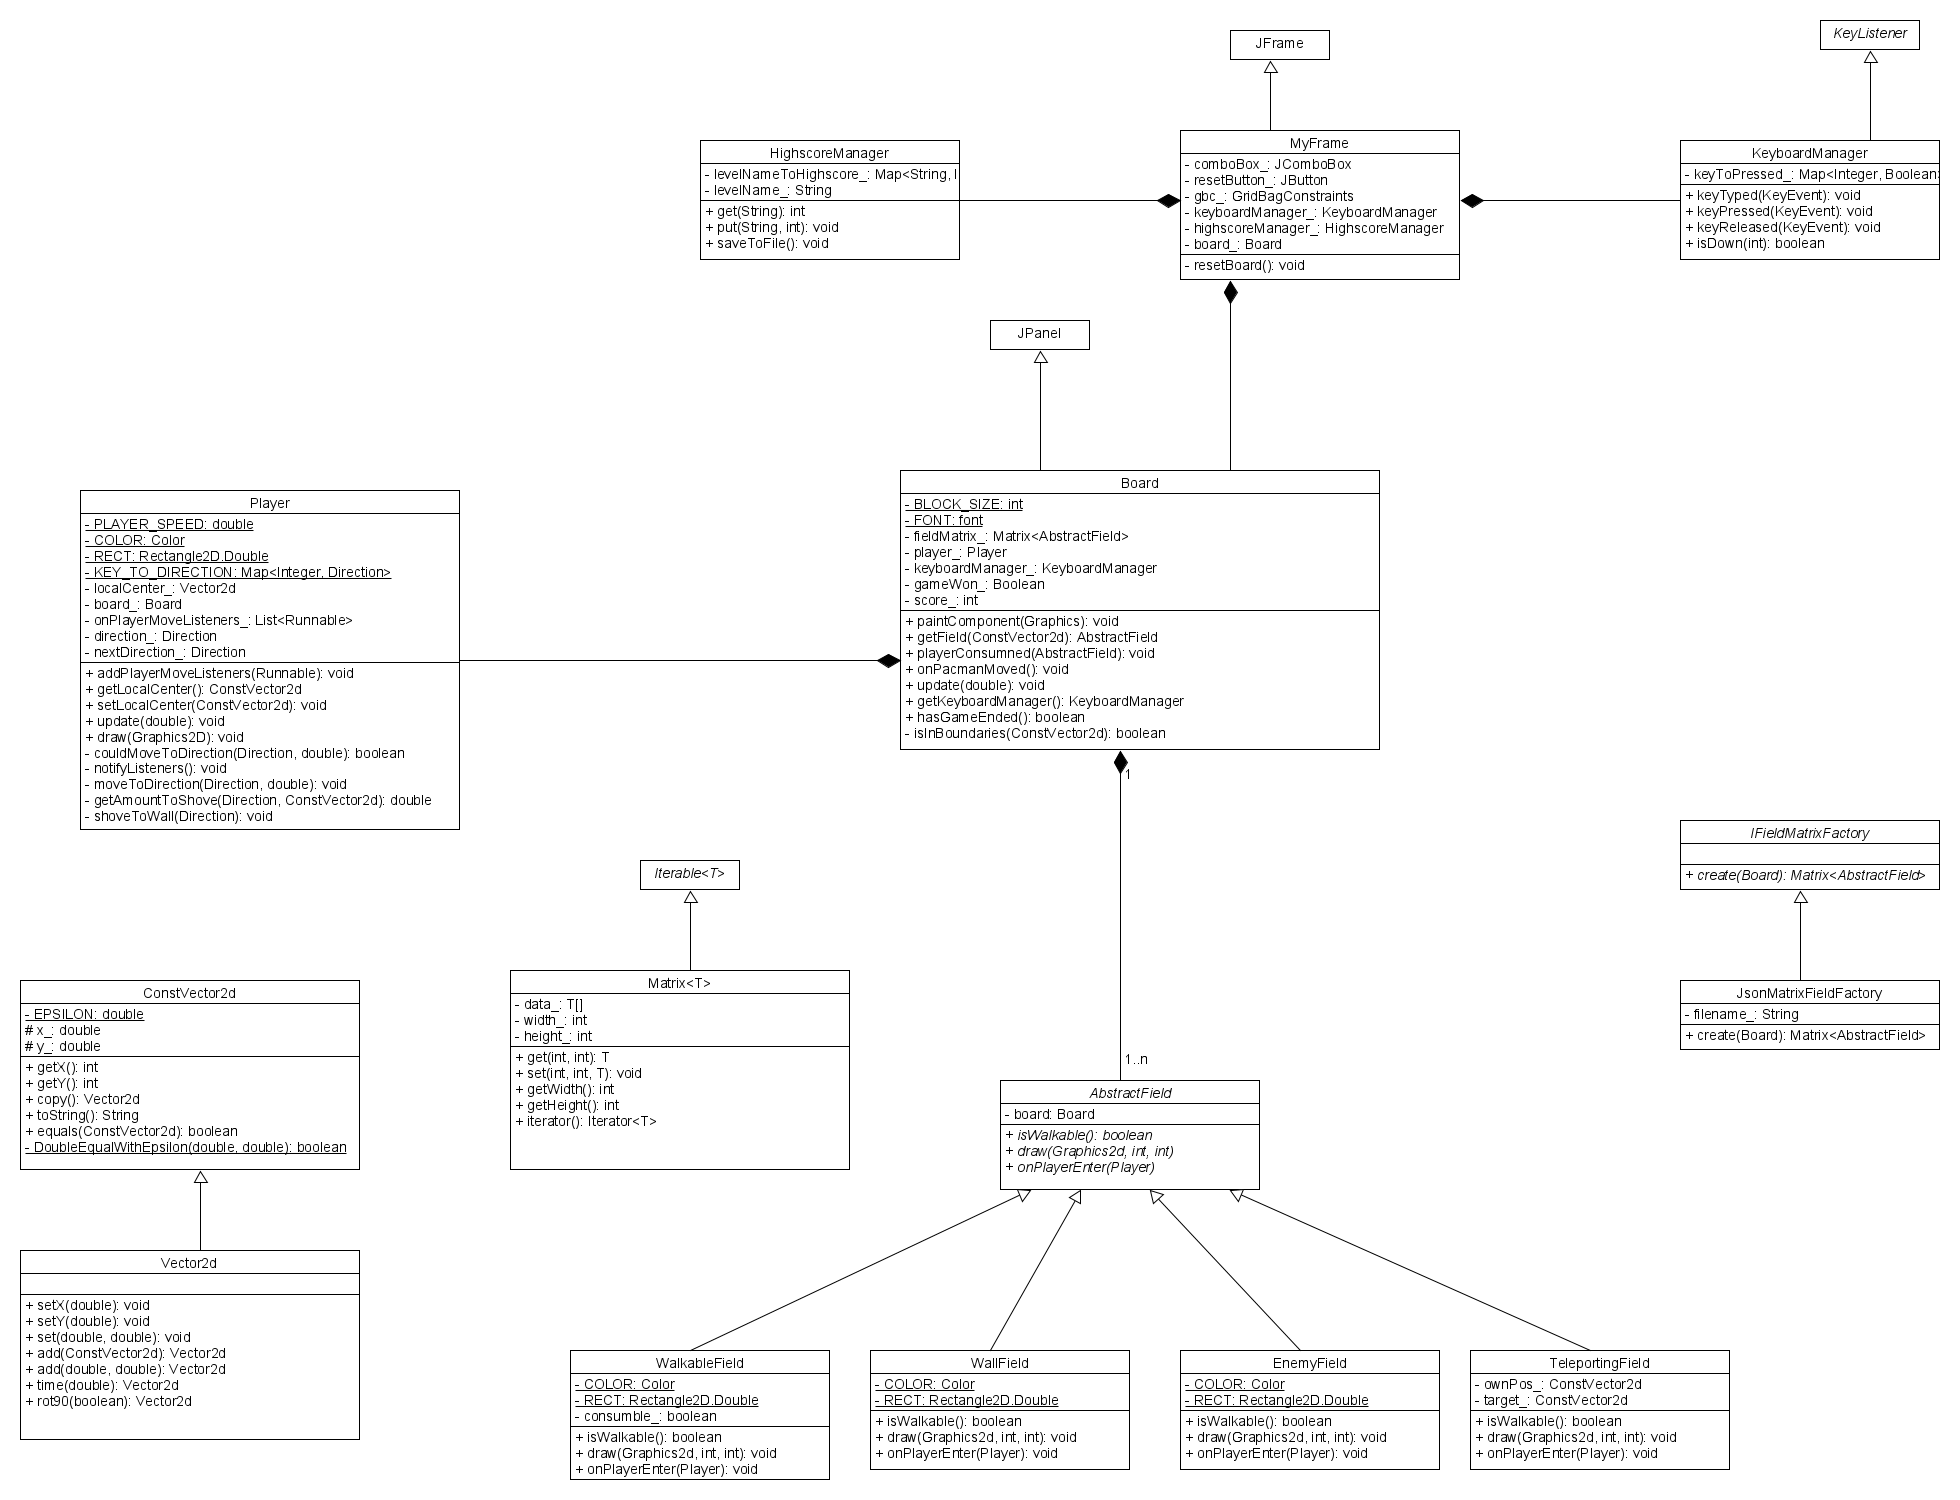 KeyListener
JFrame
MyFrame
- comboBox_: JComboBox
- resetButton_: JButton
- gbc_: GridBagConstraints
- keyboardManager_: KeyboardManager
- highscoreManager_: HighscoreManager
- board_: Board
- resetBoard(): void
HighscoreManager
- levelNameToHighscore_: Map<String, I
- levelName_: String
+ get(String): int
+ put(String, int): void
+ saveToFile(): void
KeyboardManager
- keyToPressed_: Map<Integer, Boolean>
+ keyTyped(KeyEvent): void
+ keyPressed(KeyEvent): void
+ keyReleased(KeyEvent): void
+ isDown(int): boolean
JPanel
Board
- BLOCK_SIZE: int
- FONT: font
- fieldMatrix_: Matrix<AbstractField>
- player_: Player
- keyboardManager_: KeyboardManager
- gameWon_: Boolean
- score_: int
+ paintComponent(Graphics): void
+ getField(ConstVector2d): AbstractField
+ playerConsumned(AbstractField): void
+ onPacmanMoved(): void
+ update(double): void
+ getKeyboardManager(): KeyboardManager
+ hasGameEnded(): boolean
- isInBoundaries(ConstVector2d): boolean
Player
- PLAYER_SPEED: double
- COLOR: Color
- RECT: Rectangle2D.Double
- KEY_TO_DIRECTION: Map<Integer, Direction>
- localCenter_: Vector2d
- board_: Board
- onPlayerMoveListeners_: List<Runnable>
- direction_: Direction
- nextDirection_: Direction
+ addPlayerMoveListeners(Runnable): void
+ getLocalCenter(): ConstVector2d
+ setLocalCenter(ConstVector2d): void
+ update(double): void
+ draw(Graphics2D): void
- couldMoveToDirection(Direction, double): boolean
- notifyListeners(): void
- moveToDirection(Direction, double): void
- getAmountToShove(Direction, ConstVector2d): double
- shoveToWall(Direction): void
1
1..n
IFieldMatrixFactory
+ create(Board): Matrix<AbstractField>
JsonMatrixFieldFactory
- filename_: String
+ create(Board): Matrix<AbstractField>
Iterable<T>
Matrix<T>
- data_: T[]
- width_: int
- height_: int
+ get(int, int): T
+ set(int, int, T): void
+ getWidth(): int
+ getHeight(): int
+ iterator(): Iterator<T>
ConstVector2d
- EPSILON: double
# x_: double
# y_: double
+ getX(): int
+ getY(): int
+ copy(): Vector2d
+ toString(): String
+ equals(ConstVector2d): boolean
- DoubleEqualWithEpsilon(double, double): boolean
Vector2d
+ setX(double): void
+ setY(double): void
+ set(double, double): void
+ add(ConstVector2d): Vector2d
+ add(double, double): Vector2d
+ time(double): Vector2d
+ rot90(boolean): Vector2d
AbstractField
- board: Board
+ isWalkable(): boolean
+ draw(Graphics2d, int, int)
+ onPlayerEnter(Player)
WalkableField
- COLOR: Color
- RECT: Rectangle2D.Double
- consumble_: boolean
+ isWalkable(): boolean
+ draw(Graphics2d, int, int): void
+ onPlayerEnter(Player): void
WallField
- COLOR: Color
- RECT: Rectangle2D.Double
+ isWalkable(): boolean
+ draw(Graphics2d, int, int): void
+ onPlayerEnter(Player): void
EnemyField
- COLOR: Color
- RECT: Rectangle2D.Double
+ isWalkable(): boolean
+ draw(Graphics2d, int, int): void
+ onPlayerEnter(Player): void
TeleportingField
- ownPos_: ConstVector2d
- target_: ConstVector2d
+ isWalkable(): boolean
+ draw(Graphics2d, int, int): void
+ onPlayerEnter(Player): void